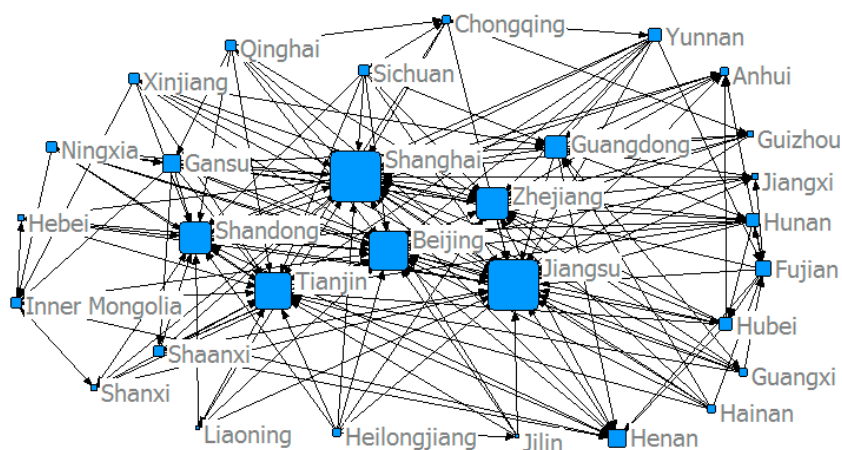 Chongqing
Qinghai
Yunnan
Sichuan
Anhui
Xinjiang
Guizhou
Guangdong
Ningxia
Gansu
Shanghai
Jiangxi
Zhejiang
Hebei
Shandong
Beijing
Hunan
Jiangsu
Fujian
Inner Mongolia
Tianjin
Hubei
Shaanxi
Guangxi
Shanxi
Hainan
Liaoning
Heilongjiang
Jilin
Henan